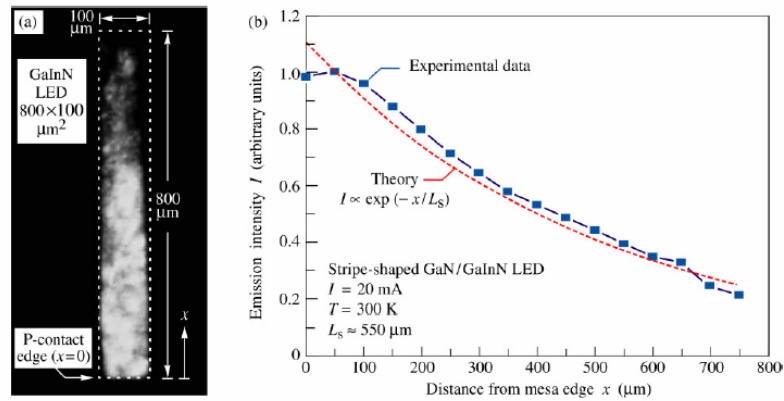 (a)
100
μm
GaInN
LED
800×100
μm²
800
μm
x
P-contact
edge (x=0)
(b)
Emission intensity I (arbitrary units)
1.2
1.0
0.8
0.6
0.4
0.2
0
Experimental data
Theory
I ∝ exp (−x/Ls)
Stripe-shaped GaN/GaInN LED
I = 20 mA
T = 300 K
Ls ≈ 550 μm
0 100 200 300 400 500 600 700 800
Distance from mesa edge x (μm)